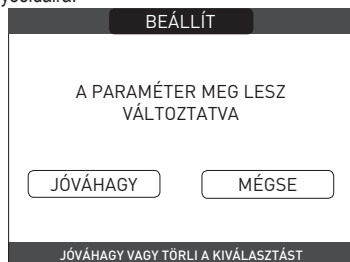 BEÁLLÍT
A PARAMÉTER MEG LESZ
VÁLTOZTATVA
JÓVÁHAGY MÉGSE
JÓVÁHAGY VAGY TÖRLI A KIVÁLASZTÁST